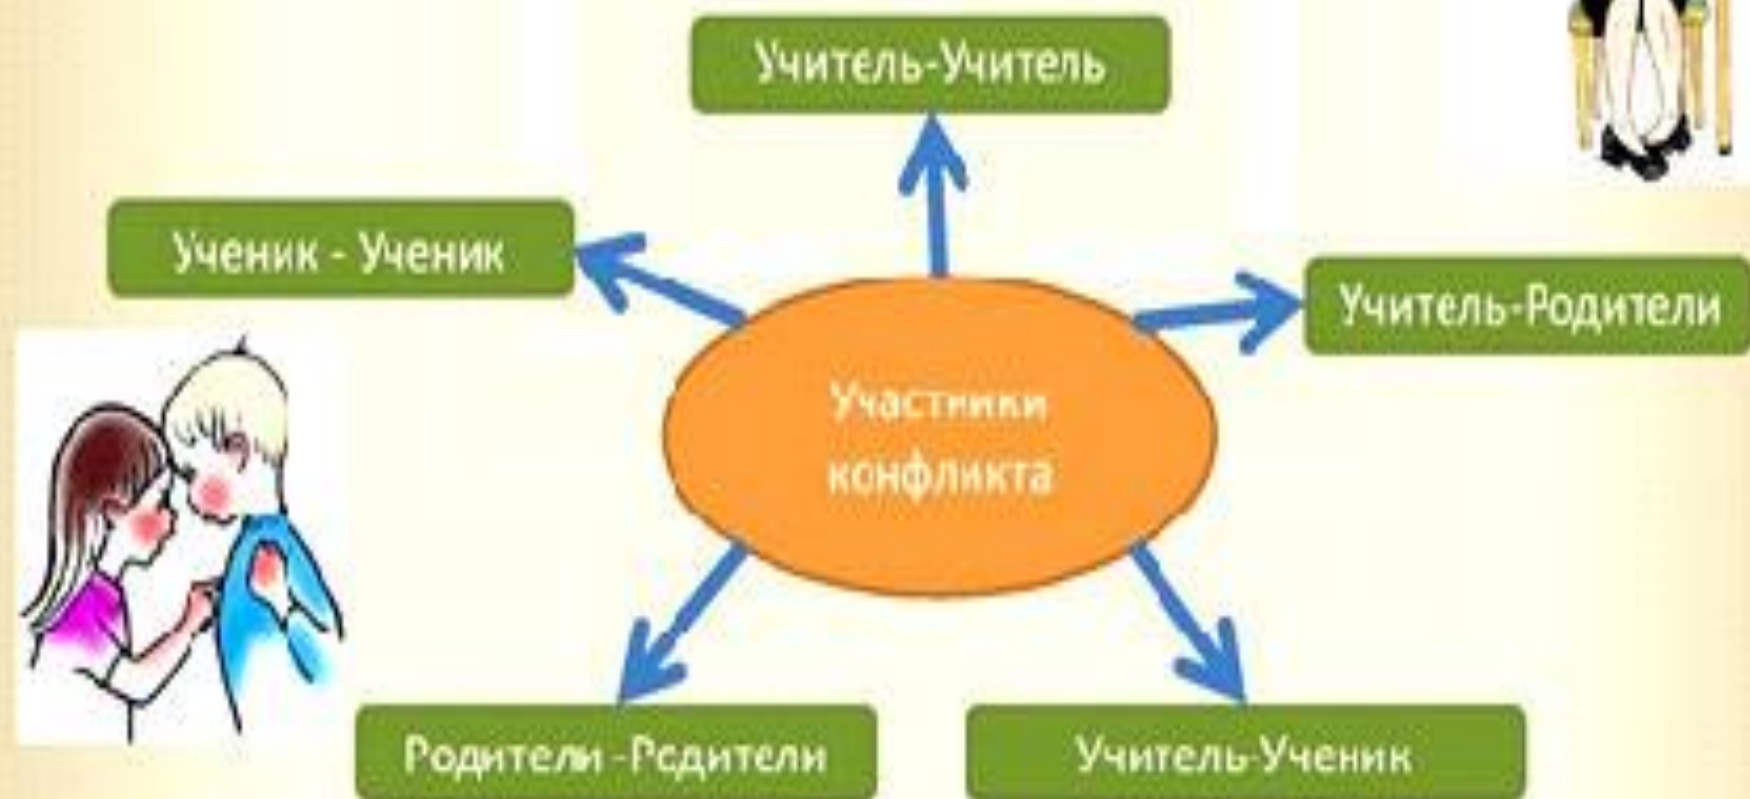 Учитель-Учитель
Ученик - Ученик
Учитель-Родители
Участники
конфликта
Родители -Родители
Учитель-Ученик